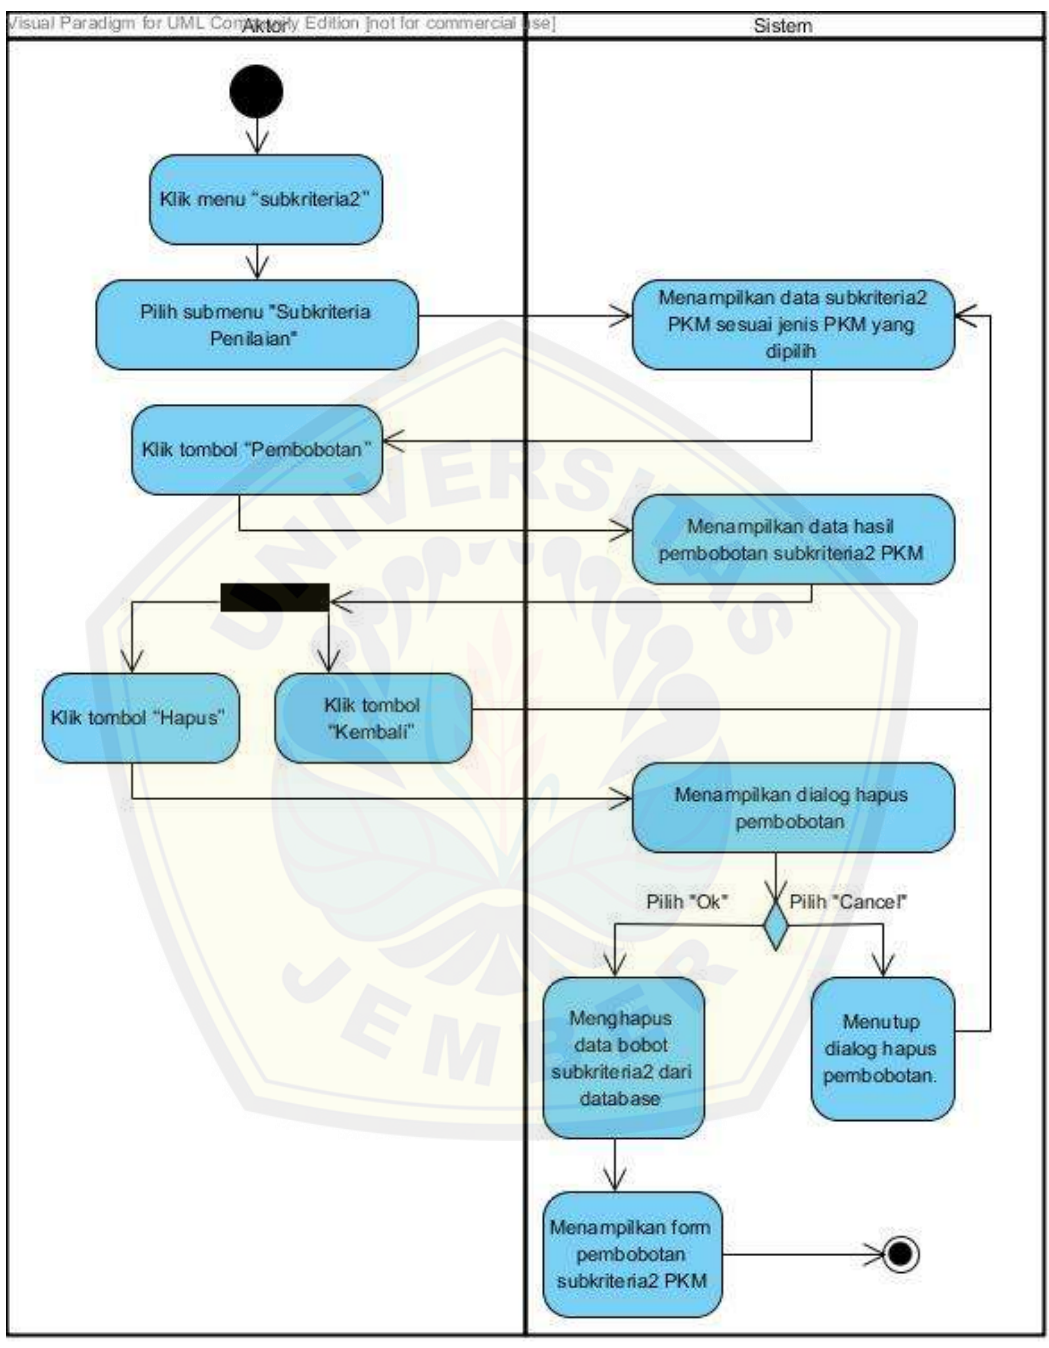 Visual Paradigm for UML Community Edition [not for commercial use]
Aktor
Sistem
Klik menu “subkriteria2”
Pilih submenu "Subkriteria
Penilaian"
Menampilkan data subkriteria2
PKM sesuai jenis PKM yang
dipilih
Klik tombol “Pembobotan”
Menampilkan data hasil
pembobotan subkriteria2 PKM
Klik tombol “Hapus”
Klik tombol
“Kembali”
Menampilkan dialog hapus
pembobotan
Pilih "Ok"
Pilih "Cancel"
Menghapus
data bobot
subkriteria2 dari
database
Menutup
dialog hapus
pembobotan.
Menampilkan form
pembobotan
subkriteria2 PKM
UNIVERSITAS
JEMBER